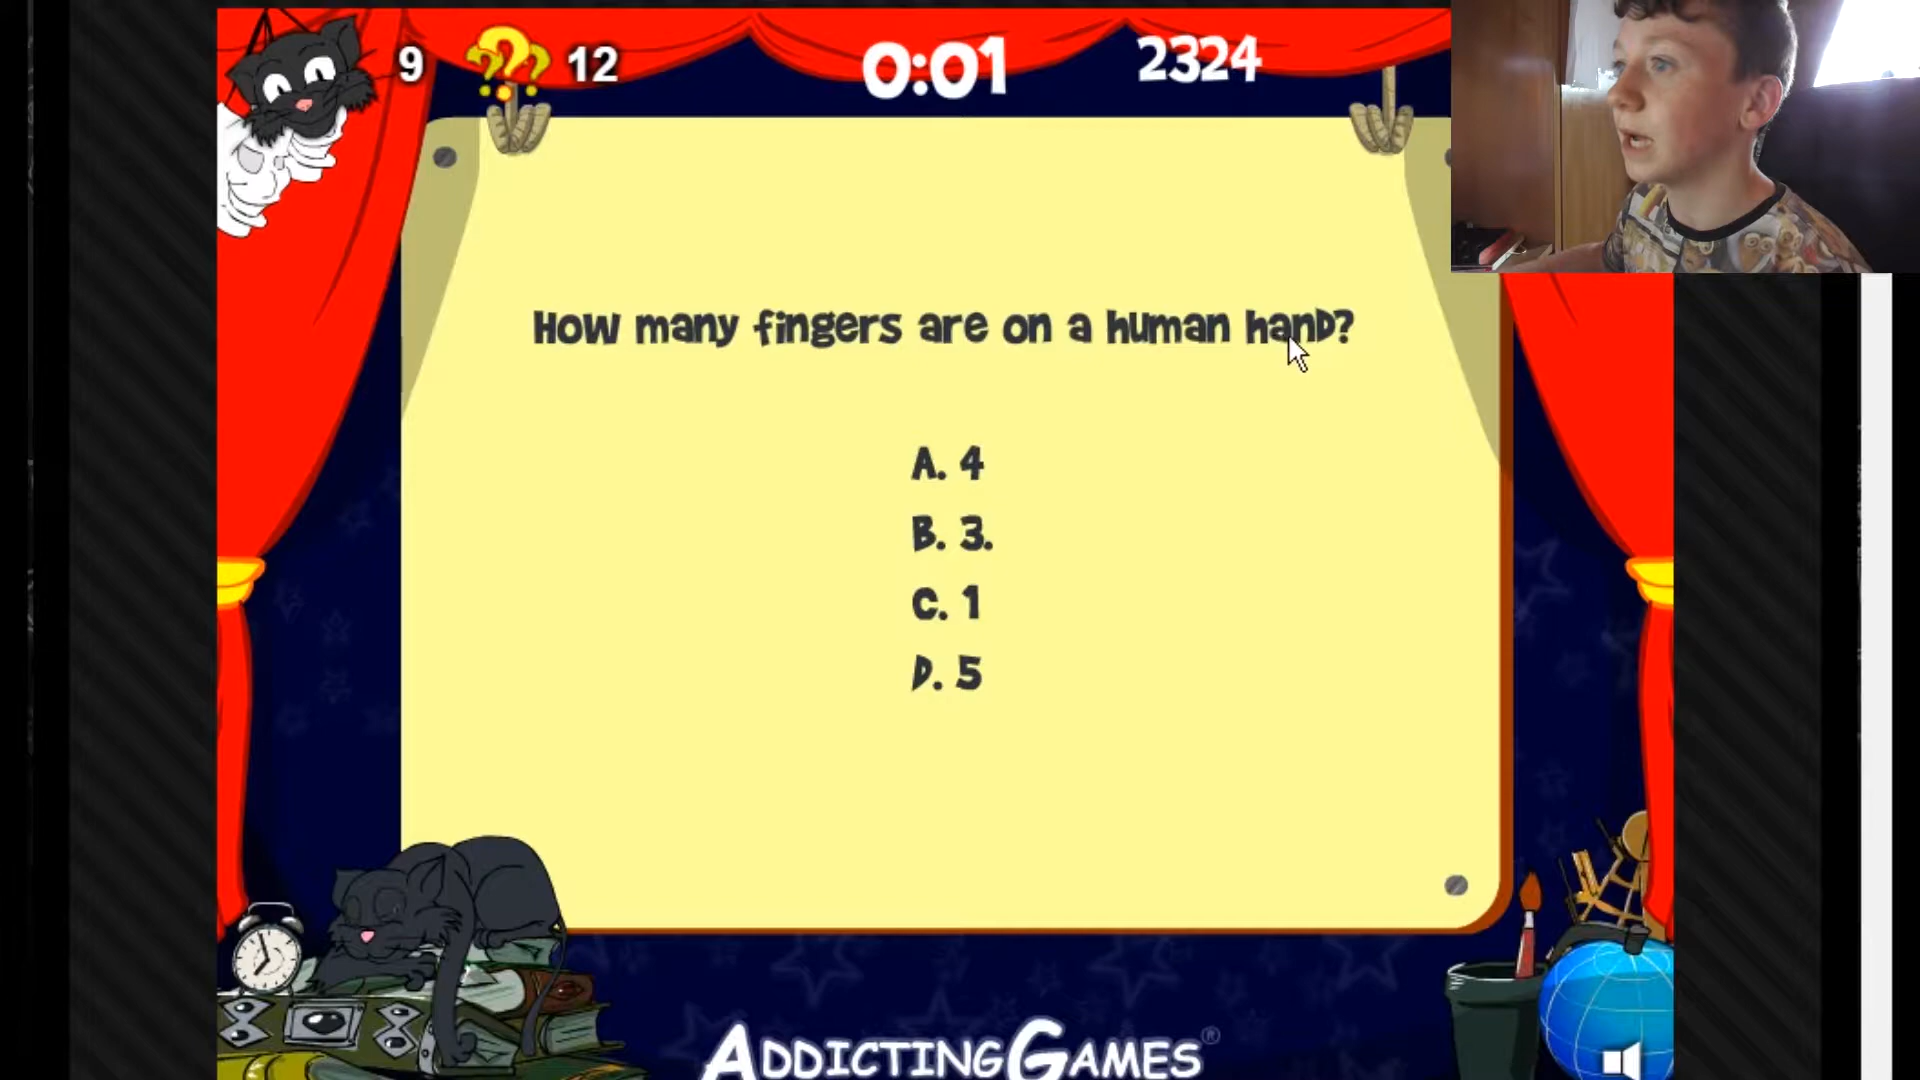 9 ??? 12 0:01 2324
How many fingers are on a human hand?
A. 4
B. 3.
C. 1
D. 5
ADDICTINGGAMES®